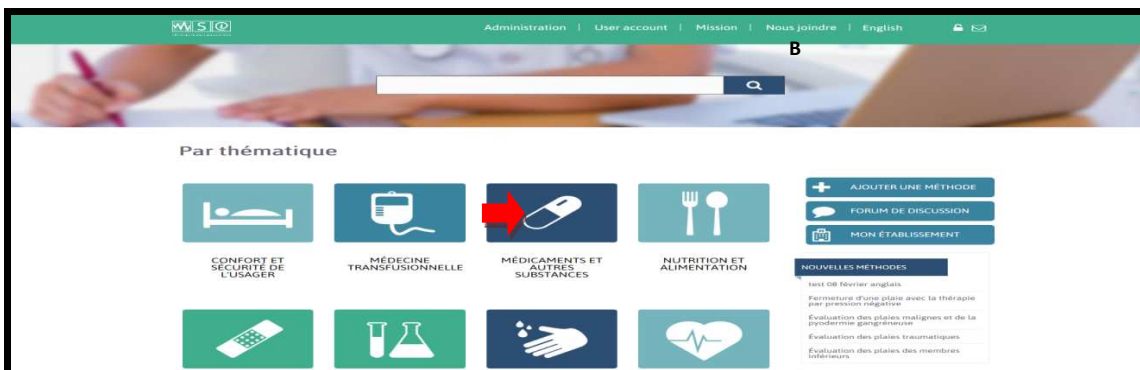 MSI@
Administration | User account | Mission | Nous joindre | English
B
Par thématique
AJOUTER UNE MÉTHODE
FORUM DE DISCUSSION
MON ÉTABLISSEMENT
CONFORT ET
SÉCURITÉ DE
L'USAGER
MÉDECINE
TRANSFUSIONNELLE
MÉDICAMENTS ET
AUTRES
SUBSTANCES
NUTRITION ET
ALIMENTATION
NOUVELLES MÉTHODES
test 08 février anglais
Fermeture d'une plaie avec la thérapie
par pression négative
Évaluation des plaies malignes et de la
pyodermie gangréneuse
Évaluation des plaies traumatiques
Évaluation des plaies des membres
inférieurs